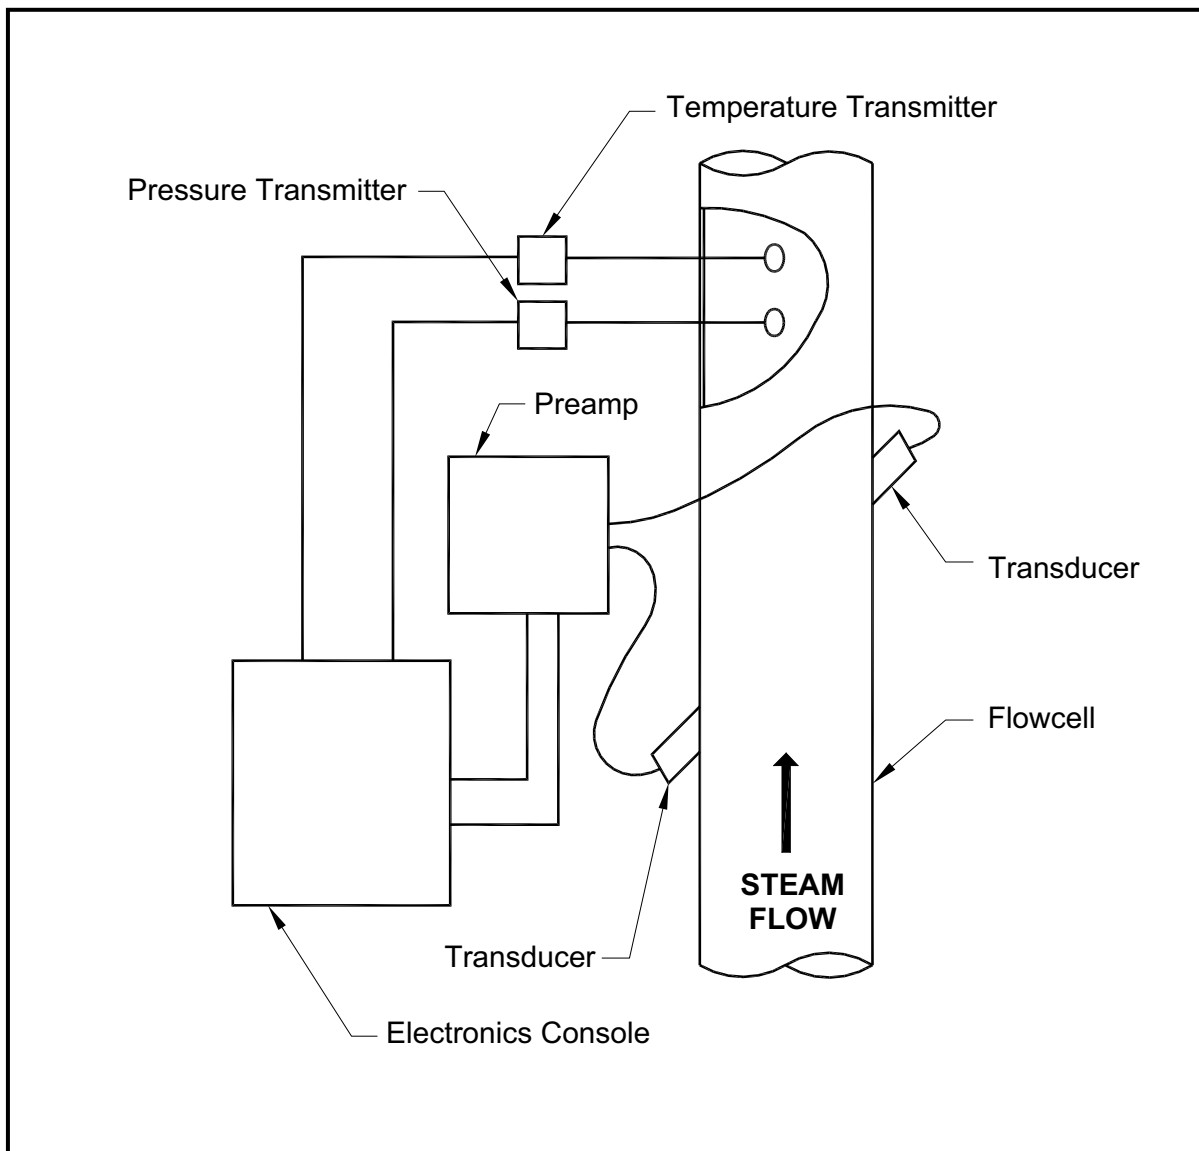 Temperature Transmitter
Pressure Transmitter
Preamp
Transducer
Flowcell
STEAM
FLOW
Transducer
Electronics Console